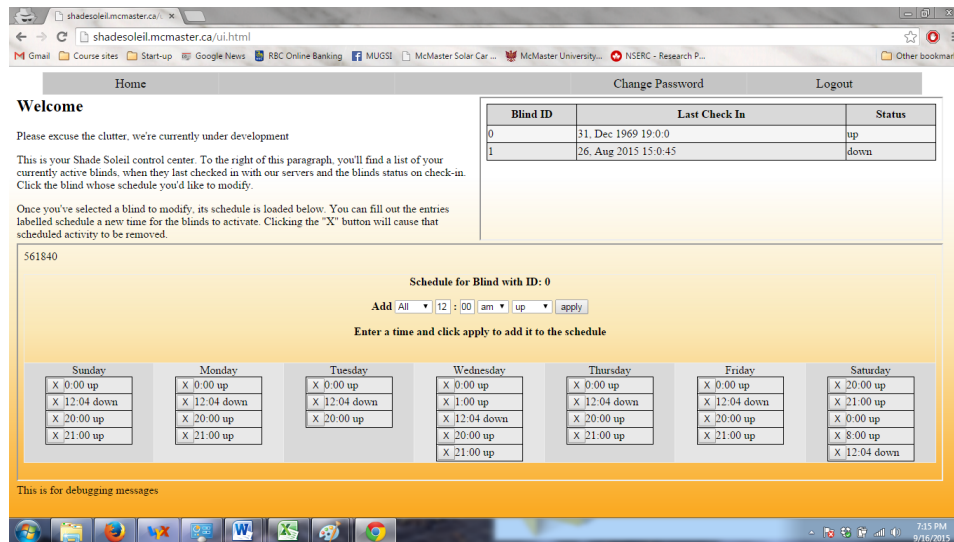 shadesoleil.mcmaster.ca/
shadesoleil.mcmaster.ca/ui.html
Gmail Course sites Start-up Google News RBC Online Banking MUGSI McMaster Solar Car ... McMaster University... NSERC - Research P... Other bookmar
Home Change Password Logout
Welcome
Please excuse the clutter, we're currently under development
This is your Shade Soleil control center. To the right of this paragraph, you'll find a list of your
currently active blinds, when they last checked in with our servers and the blinds status on check-in.
Click the blind whose schedule you'd like to modify.
Once you've selected a blind to modify, its schedule is loaded below. You can fill out the entries
labelled schedule a new time for the blinds to activate. Clicking the "X" button will cause that
scheduled activity to be removed.
Blind ID Last Check In Status
0 31, Dec 1969 19:0:0 up
1 26, Aug 2015 15:0:45 down
561840
Schedule for Blind with ID: 0
Add All 12 : 00 am up apply
Enter a time and click apply to add it to the schedule
Sunday Monday Tuesday Wednesday Thursday Friday Saturday
X 0:00 up X 0:00 up X 0:00 up X 0:00 up X 0:00 up X 0:00 up X 20:00 up
X 12:04 down X 12:04 down X 12:04 down X 1:00 up X 12:04 down X 12:04 down X 21:00 up
X 20:00 up X 20:00 up X 20:00 up X 12:04 down X 20:00 up X 20:00 up X 0:00 up
X 21:00 up X 21:00 up X 20:00 up X 21:00 up X 21:00 up X 8:00 up
X 21:00 up X 12:04 down
This is for debugging messages
7:15 PM
9/16/2015